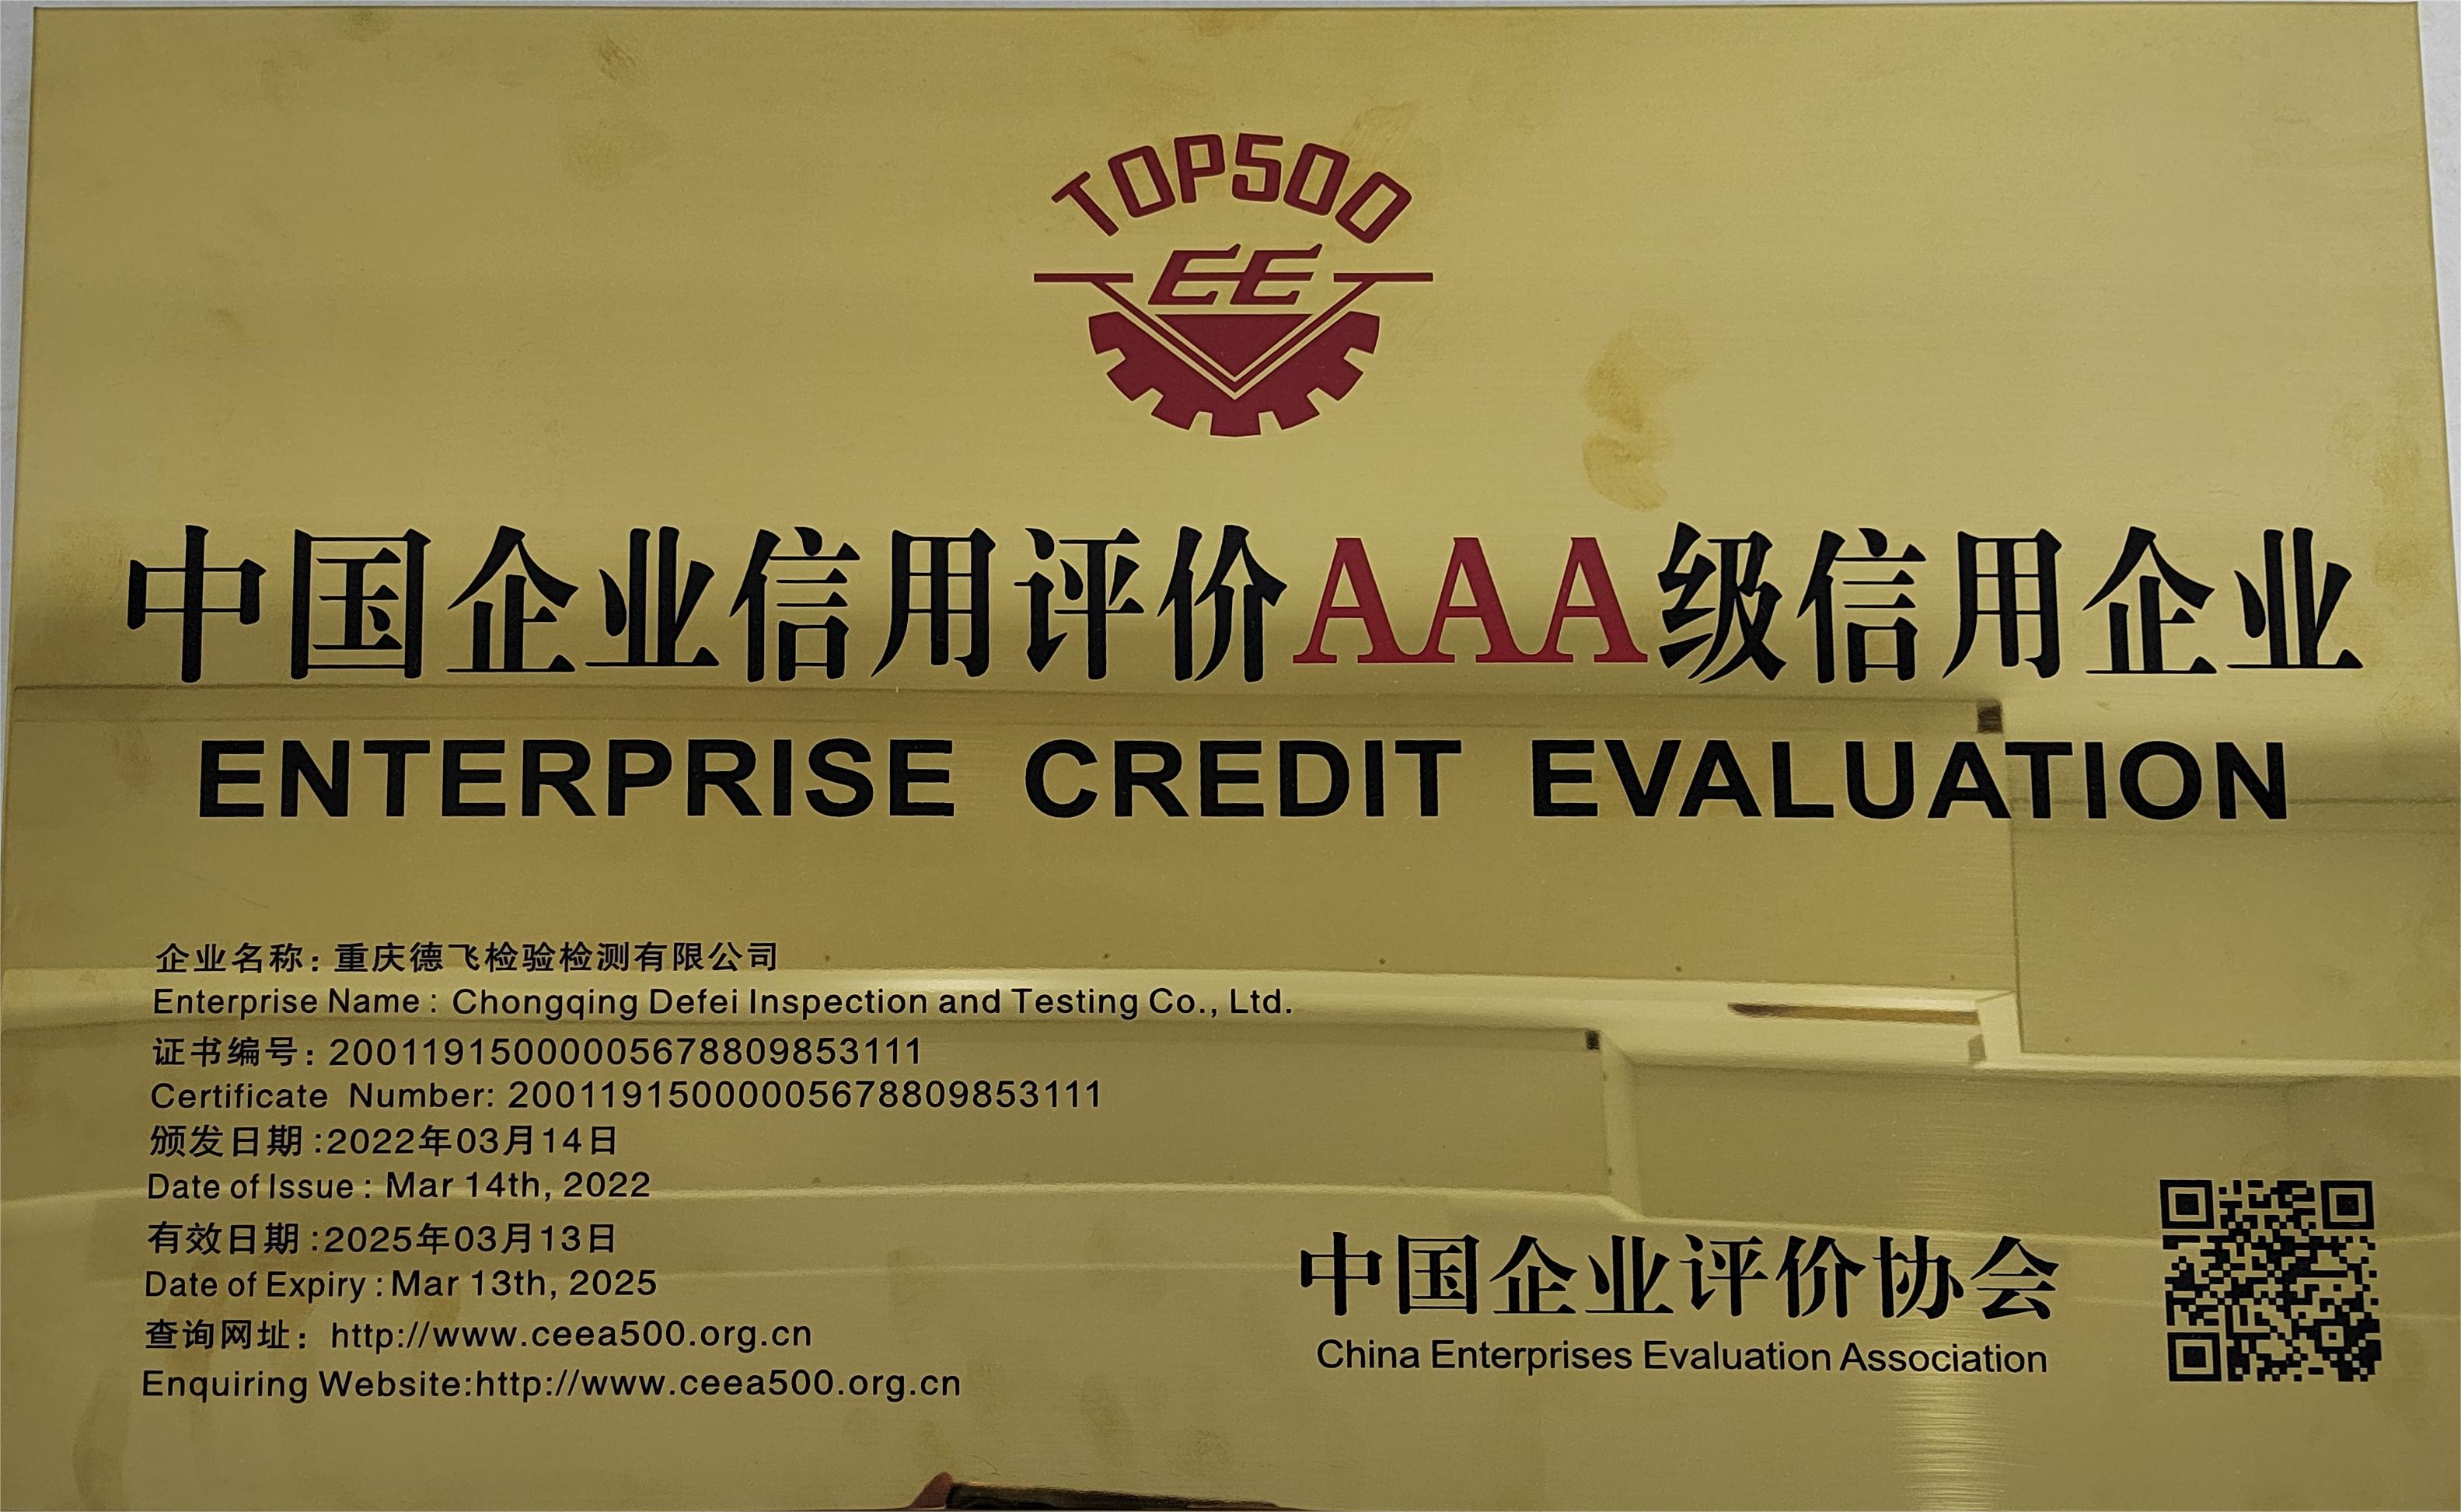 TOP500
EE
中国企业信用评价AAA级信用企业
ENTERPRISE CREDIT EVALUATION
企业名称：重庆德飞检验检测有限公司
Enterprise Name : Chongqing Defei Inspection and Testing Co., Ltd.
证书编号：200119150000056788​09853111
Certificate Number: 20011915000005678809853111
颁发日期:2022年03月14日
Date of Issue : Mar 14th, 2022
有效日期:2025年03月13日
Date of Expiry : Mar 13th, 2025
查询网址：http://www.ceea500.org.cn
Enquiring Website:http://www.ceea500.org.cn
中国企业评价协会
China Enterprises Evaluation Association